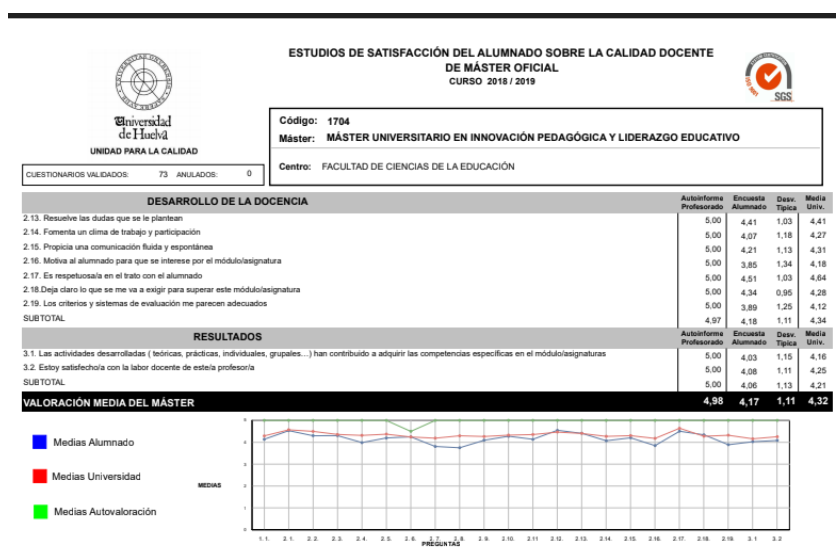 ESTUDIOS DE SATISFACCIÓN DEL ALUMNADO SOBRE LA CALIDAD DOCENTE
DE MÁSTER OFICIAL
CURSO 2018 / 2019
ISO 9001
SGS
Universidad
de Huelva
UNIDAD PARA LA CALIDAD
CUESTIONARIOS VALIDADOS: 73 ANULADOS: 0
Código: 1704
Máster: MÁSTER UNIVERSITARIO EN INNOVACIÓN PEDAGÓGICA Y LIDERAZGO EDUCATIVO
Centro: FACULTAD DE CIENCIAS DE LA EDUCACIÓN
DESARROLLO DE LA DOCENCIA Autoinforme Profesorado Encuesta Alumnado Desv. Tipica Media Univ.
2.13. Resuelve las dudas que se le plantean 5,00 4,41 1,03 4,41
2.14. Fomenta un clima de trabajo y participación 5,00 4,07 1,18 4,27
2.15. Propicia una comunicación fluida y espontánea 5,00 4,21 1,13 4,31
2.16. Motiva al alumnado para que se interese por el módulo/asignatura 5,00 3,85 1,34 4,18
2.17. Es respetuosa/a en el trato con el alumnado 5,00 4,51 1,03 4,64
2.18.Deja claro lo que se me va a exigir para superar este módulo/asignatura 5,00 4,34 0,95 4,28
2.19. Los criterios y sistemas de evaluación me parecen adecuados 5,00 3,89 1,25 4,12
SUBTOTAL 4,97 4,18 1,11 4,34
RESULTADOS Autoinforme Profesorado Encuesta Alumnado Desv. Tipica Media Univ.
3.1. Las actividades desarrolladas ( teóricas, prácticas, individuales, grupales...) han contribuido a adquirir las competencias específicas en el módulo/asignaturas 5,00 4,03 1,15 4,16
3.2. Estoy satisfecho/a con la labor docente de este/a profesor/a 5,00 4,08 1,11 4,25
SUBTOTAL 5,00 4,06 1,13 4,21
VALORACIÓN MEDIA DEL MÁSTER 4,98 4,17 1,11 4,32
Medias Alumnado
Medias Universidad
Medias Autovaloración
MEDIAS
5
4
3
2
1
0
1.1. 2.1. 2.2. 2.3. 2.4. 2.5. 2.6. 2.7. 2.8. 2.9. 2.10. 2.11. 2.12. 2.13. 2.14. 2.15. 2.16. 2.17. 2.18. 2.19. 3.1 3.2
PREGUNTAS